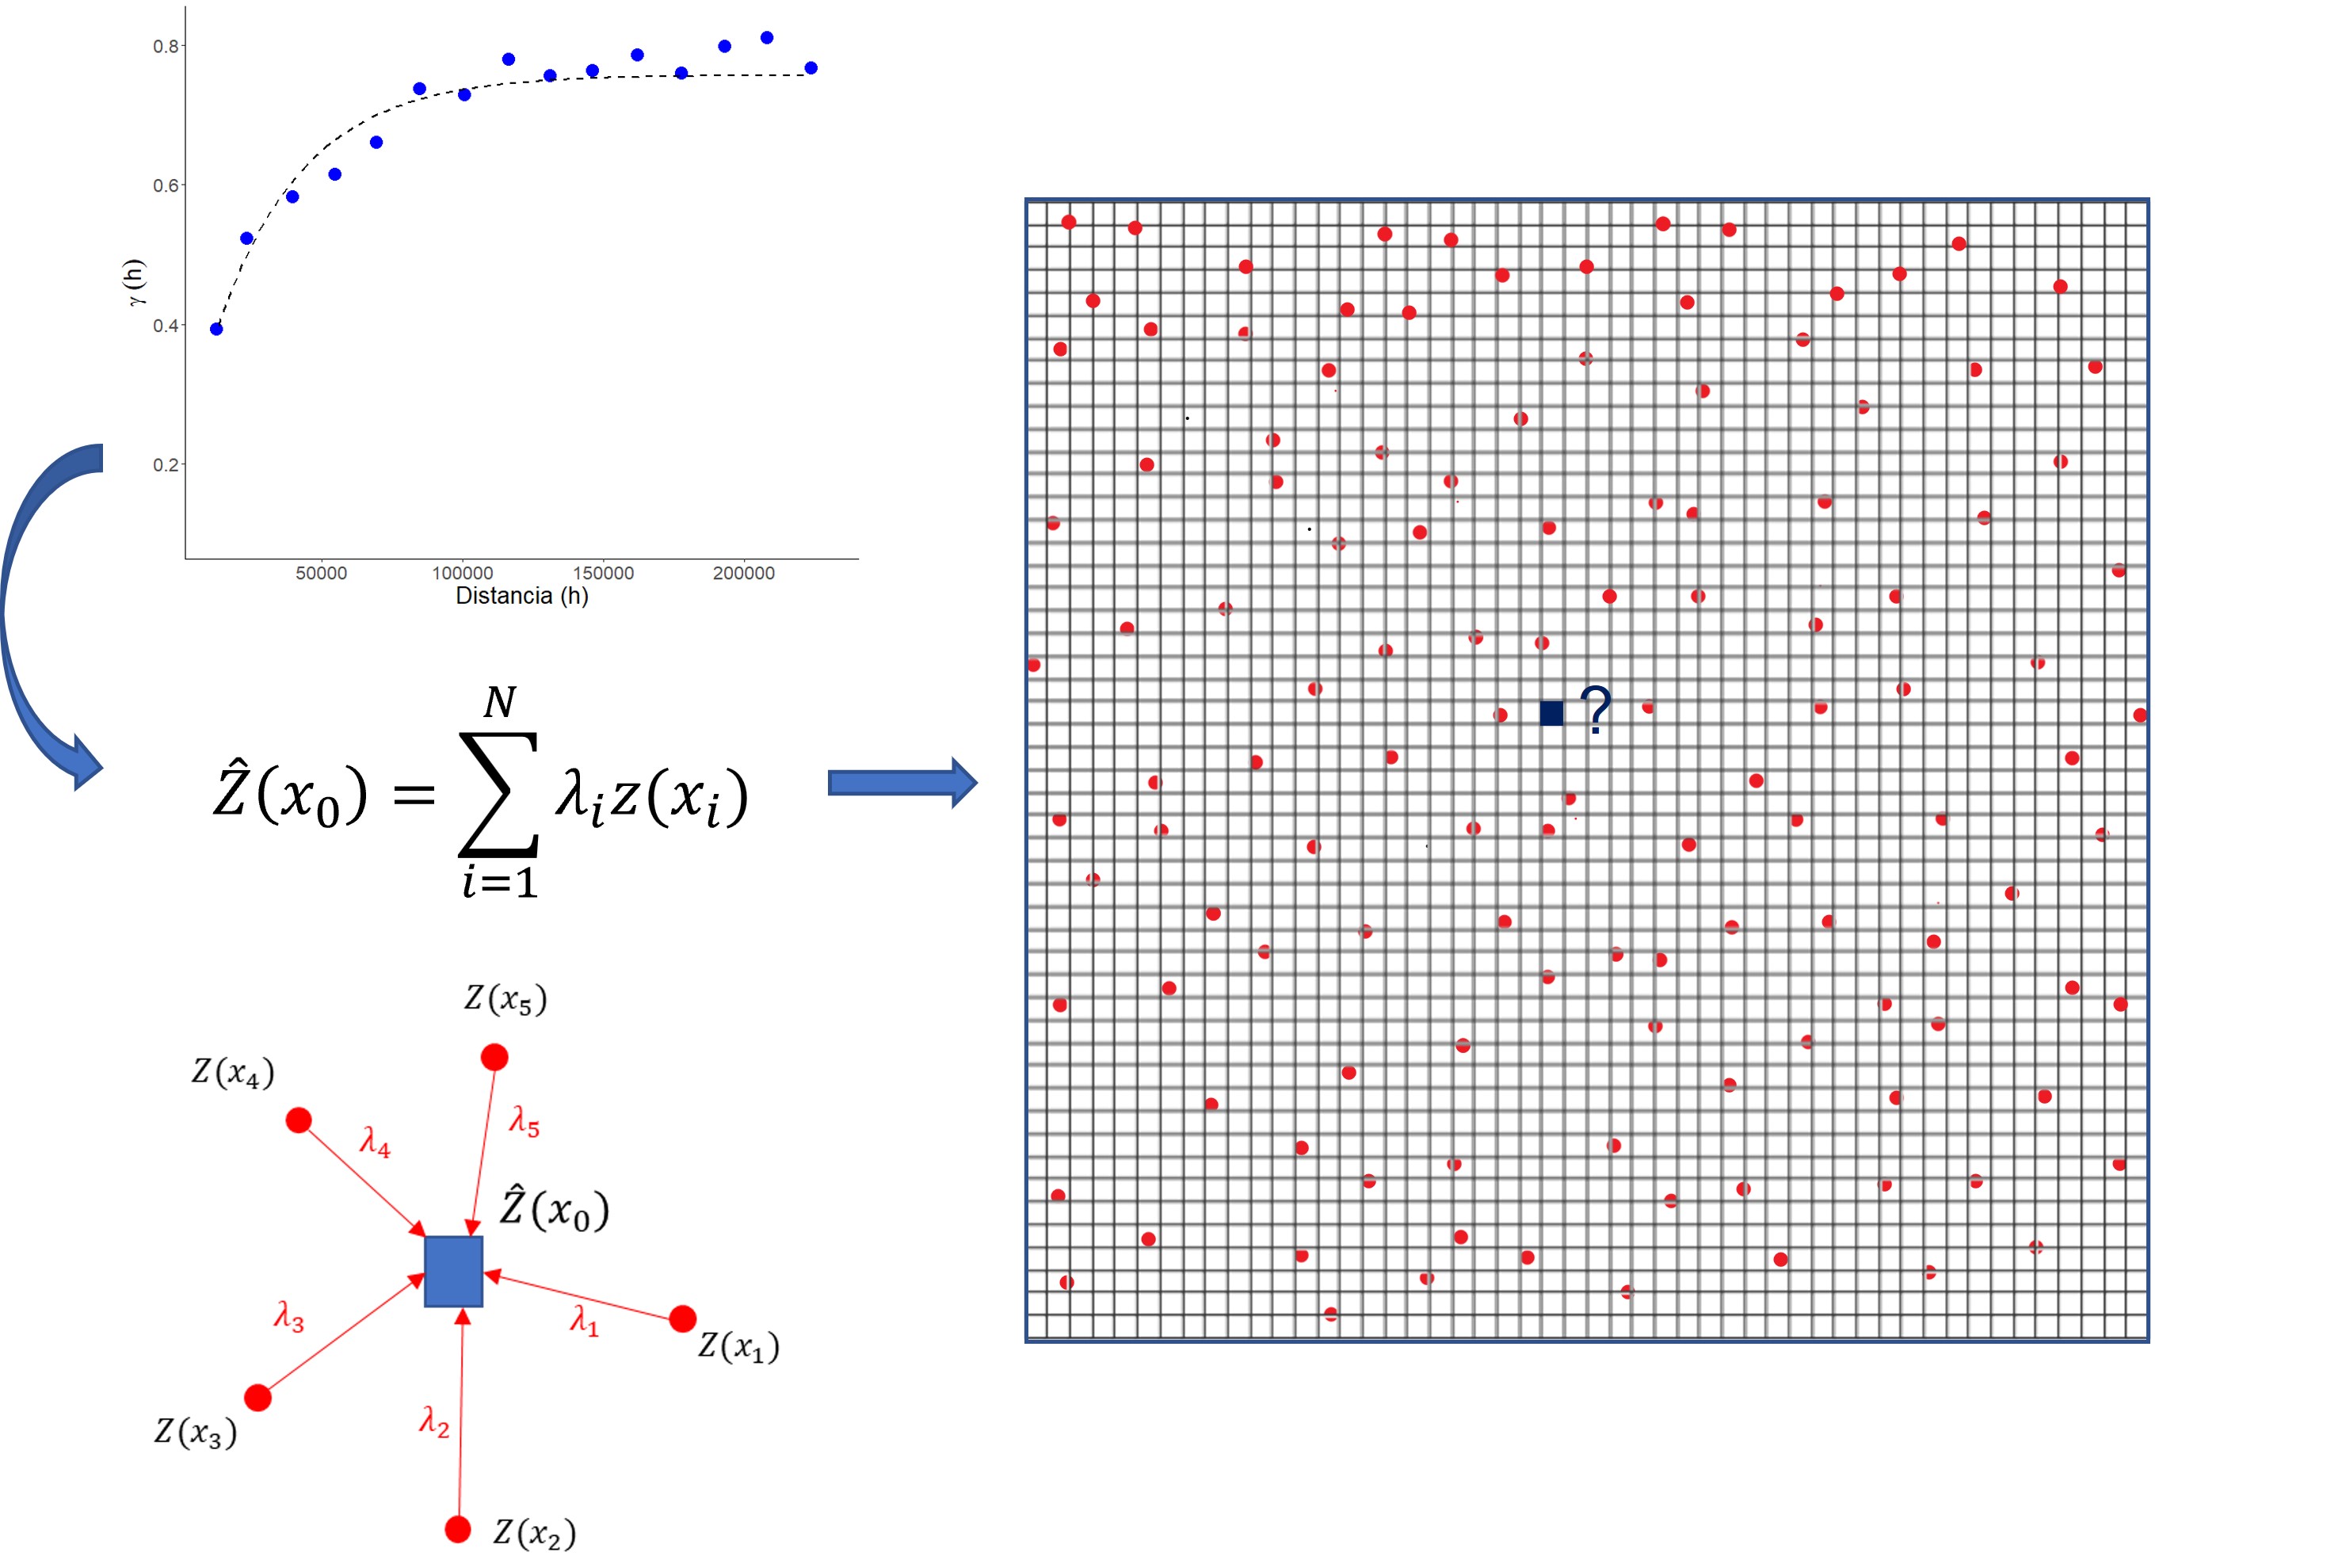 0.8
0.6
0.4
0.2
γ (h)
50000 100000 150000 200000
Distancia (h)
Ẑ(x₀) = ∑ᵢ₌₁ᴺ λᵢz(xᵢ)
?
Z(x₅)
Z(x₄)
λ₅
λ₄
Ẑ(x₀)
λ₃
λ₁
Z(x₁)
λ₂
Z(x₃)
Z(x₂)